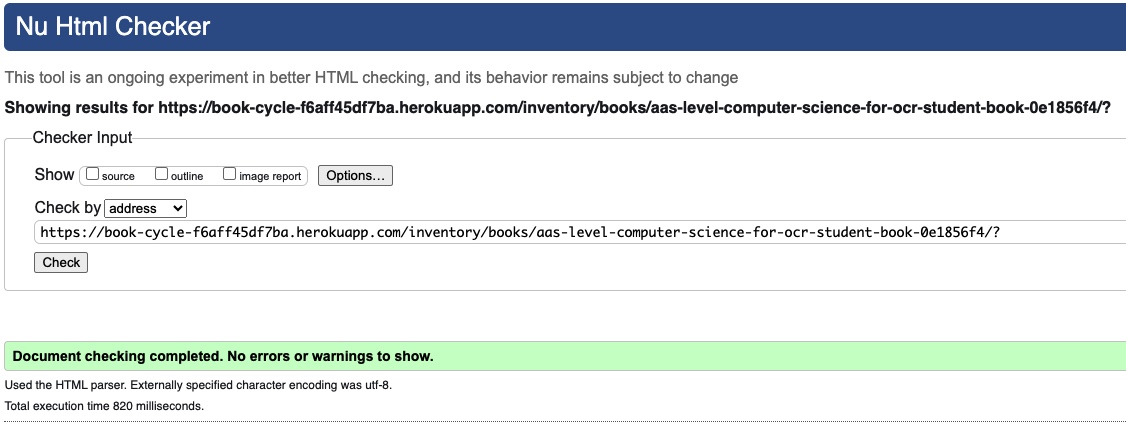 Nu Html Checker
This tool is an ongoing experiment in better HTML checking, and its behavior remains subject to change
Showing results for https://book-cycle-f6aff45df7ba.herokuapp.com/inventory/books/aas-level-computer-science-for-ocr-student-book-0e1856f4/?
Checker Input
Show source outline image report Options...
Check by address
https://book-cycle-f6aff45df7ba.herokuapp.com/inventory/books/aas-level-computer-science-for-ocr-student-book-0e1856f4/?
Check
Document checking completed. No errors or warnings to show.
Used the HTML parser. Externally specified character encoding was utf-8.
Total execution time 820 milliseconds.